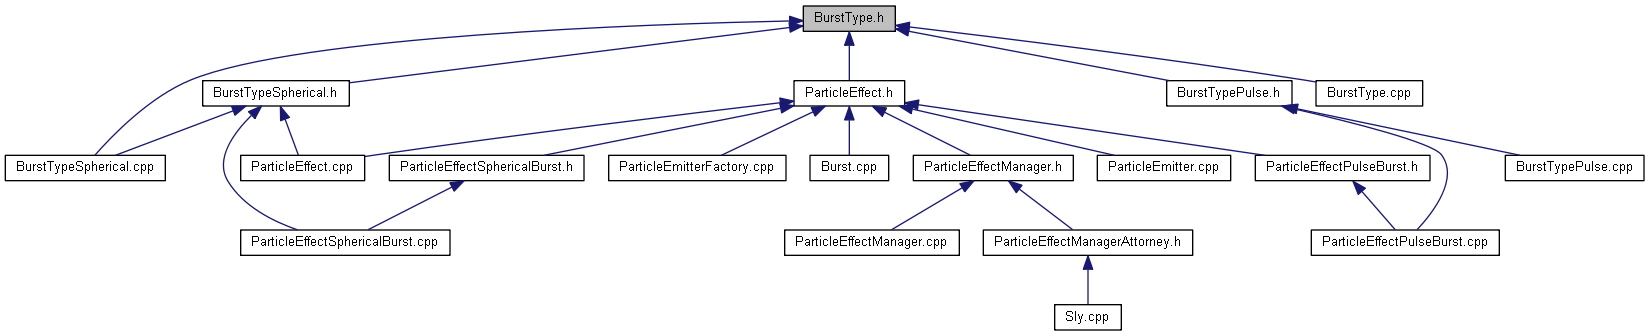 BurstType.h
BurstTypeSpherical.h
ParticleEffect.h
BurstTypePulse.h
BurstType.cpp
BurstTypeSpherical.cpp
ParticleEffect.cpp
ParticleEffectSphericalBurst.h
ParticleEmitterFactory.cpp
Burst.cpp
ParticleEffectManager.h
ParticleEmitter.cpp
ParticleEffectPulseBurst.h
BurstTypePulse.cpp
ParticleEffectSphericalBurst.cpp
ParticleEffectManager.cpp
ParticleEffectManagerAttorney.h
ParticleEffectPulseBurst.cpp
Sly.cpp